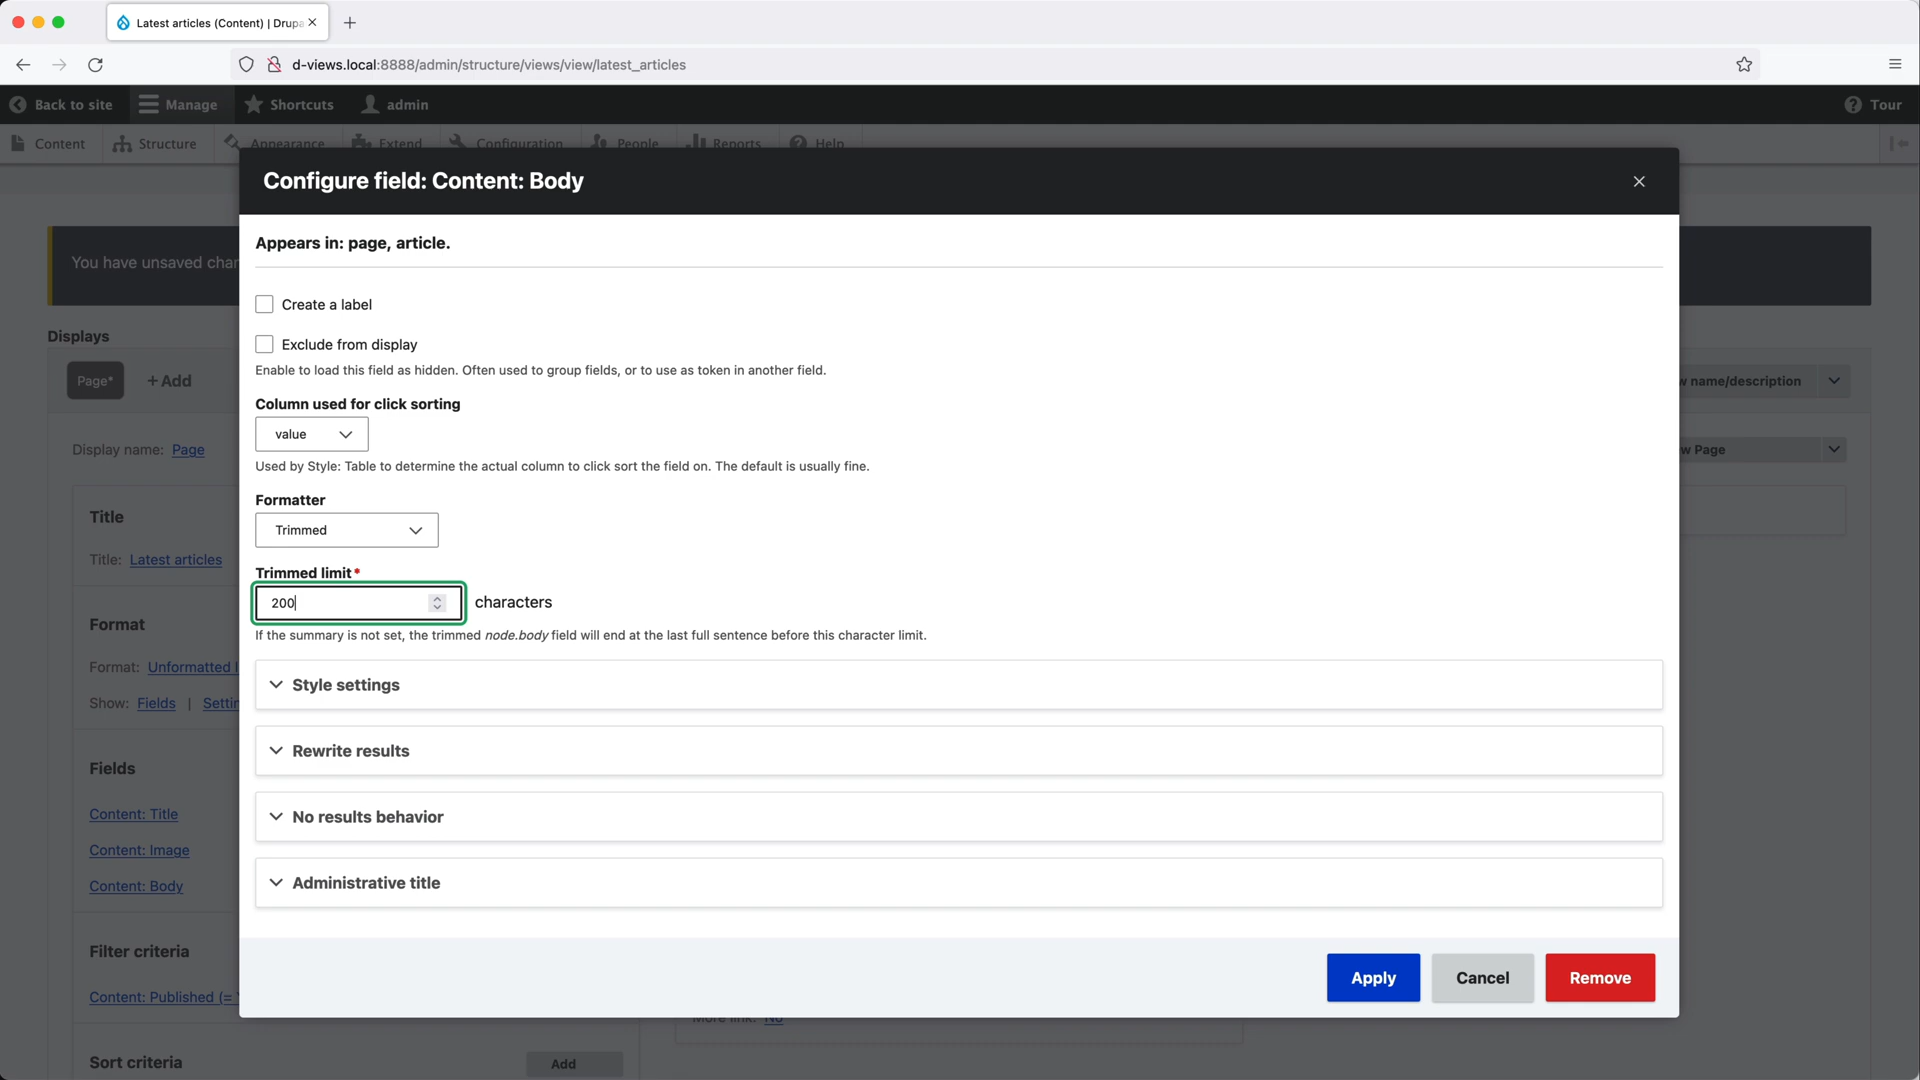 Latest articles (Content) | Drupa
d-views.local:8888/admin/structure/views/view/latest_articles
Back to site
Manage
Shortcuts
admin
Tour
Content
Structure
Appearance
Extend
Configuration
People
Reports
Help
Configure field: Content: Body
Appears in: page, article.
You have unsaved char
Create a label
Displays
Exclude from display
Enable to load this field as hidden. Often used to group fields, or to use as token in another field.
Page*
+ Add
w name/description
Column used for click sorting
value
Display name: Page
w Page
Used by Style: Table to determine the actual column to click sort the field on. The default is usually fine.
Formatter
Title
Trimmed
Title: Latest articles
Trimmed limit*
200
characters
Format
If the summary is not set, the trimmed node.body field will end at the last full sentence before this character limit.
Format: Unformatted l
Style settings
Show: Fields | Settin
Rewrite results
Fields
Content: Title
No results behavior
Content: Image
Content: Body
Administrative title
Filter criteria
Apply
Cancel
Remove
Content: Published (= Y
More link: No
Sort criteria
Add